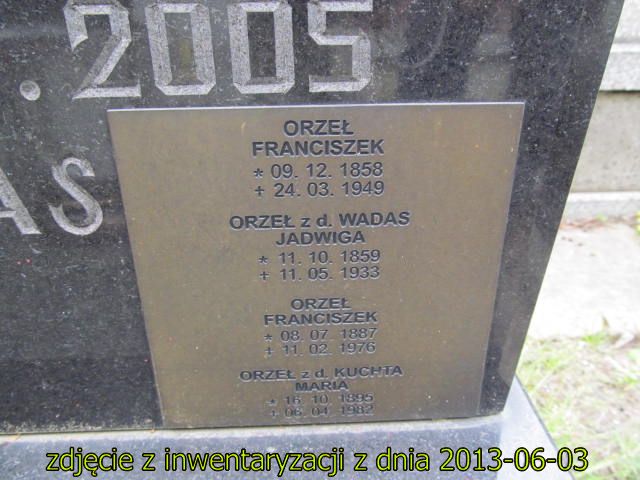 . 2005
AS
ORZEŁ
FRANCISZEK
* 09. 12. 1858
+ 24. 03. 1949
ORZEŁ z d. WADAS
JADWIGA
* 11. 10. 1859
+ 11. 05. 1933
ORZEŁ
FRANCISZEK
* 08. 07. 1887
+ 11. 02. 1976
ORZEŁ z d. KUCHTA
MARIA
* 16. 10. 1895
+ 06. 04. 1982
zdjęcie z inwentaryzacji z dnia 2013-06-03